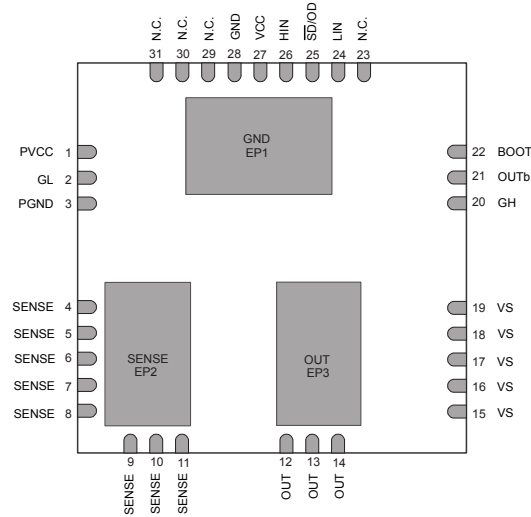 N.C.
N.C.
N.C.
GND
VCC
HIN
SD/OD
LIN
N.C.
31 30 29 28 27 26 25 24 23
GND
EP1
PVCC 1
GL 2
PGND 3
22 BOOT
21 OUTb
20 GH
SENSE 4
SENSE 5
SENSE 6
SENSE 7
SENSE 8
SENSE
EP2
OUT
EP3
19 VS
18 VS
17 VS
16 VS
15 VS
9 10 11 12 13 14
SENSE
SENSE
SENSE
OUT
OUT
OUT